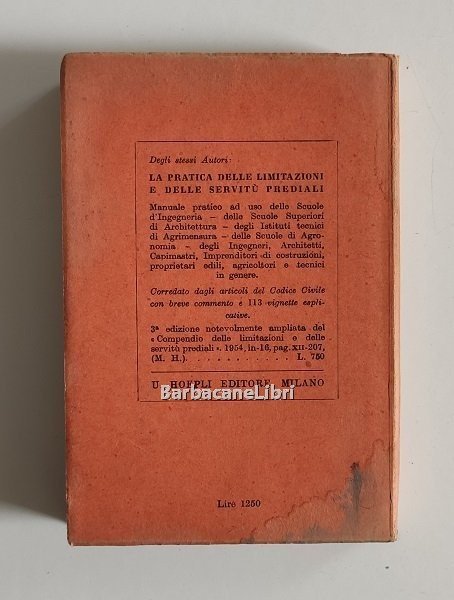 Degli stessi Autori:
LA PRATICA DELLE LIMITAZIONI
E DELLE SERVITÙ PREDIALI
Manuale pratico ad uso delle Scuole
d'Ingegneria - delle Scuole Superiori
di Architettura - degli Istituti tecnici
di Agrimensura - delle Scuole di Agro-
nomia - degli Ingegneri, Architetti,
Capimastri, Imprenditori di costruzioni,
proprietari edili, agricoltori e tecnici
in genere.
Corredato dagli articoli del Codice Civile
con breve commento e 113 vignette espli-
cative.
3ª edizione notevolmente ampliata del
« Compendio delle limitazioni e delle
servitù prediali ». 1954, in-16, pag. XII-207,
(M. H.) . . . . . . . . . . . L. 750
U. HOEPLI EDITORE, MILANO
BarbacaneLibri
Lire 1250